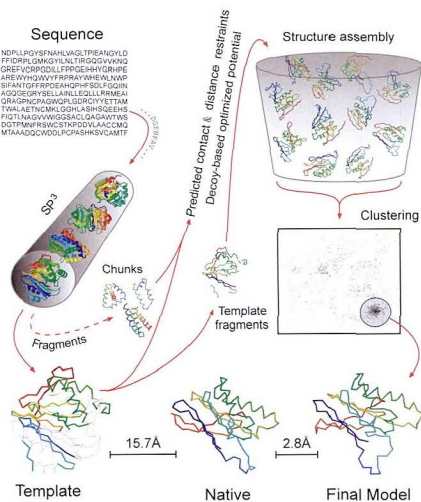 Sequence
NDPLLPGYSFNAHLVAGLTPIEANGYLD
FFIDRPLGMKGYILNLTIRGQGVVKNQ
GREFVCRPGDILLFPPGEIHHYGRHPE
AREWYHQWVYFRPRAYWHEWLNWP
SIFANTGFFRPDEAHQPHFSDLFGQIIN
AGQGEGRYSELLAINLLEQLLLRRMEAI
QRAGPNCPAGWQPLGDRCIYYETTAM
TWALAETNCMKLGGHLASIHSQEEHS
FIQTLNAGVVWIGGSACLQAGAWTWS
DGTPMNFRSWCSTKPDDVLAACCMQ
MTAAADQCWDDLPCPASHKSVCAMTF
SP3
Chunks
Fragments
Predicted contact & distance restraints
Decoy-based optimized potential
Template
fragments
Structure assembly
Clustering
15.7Å
2.8Å
Template
Native
Final Model